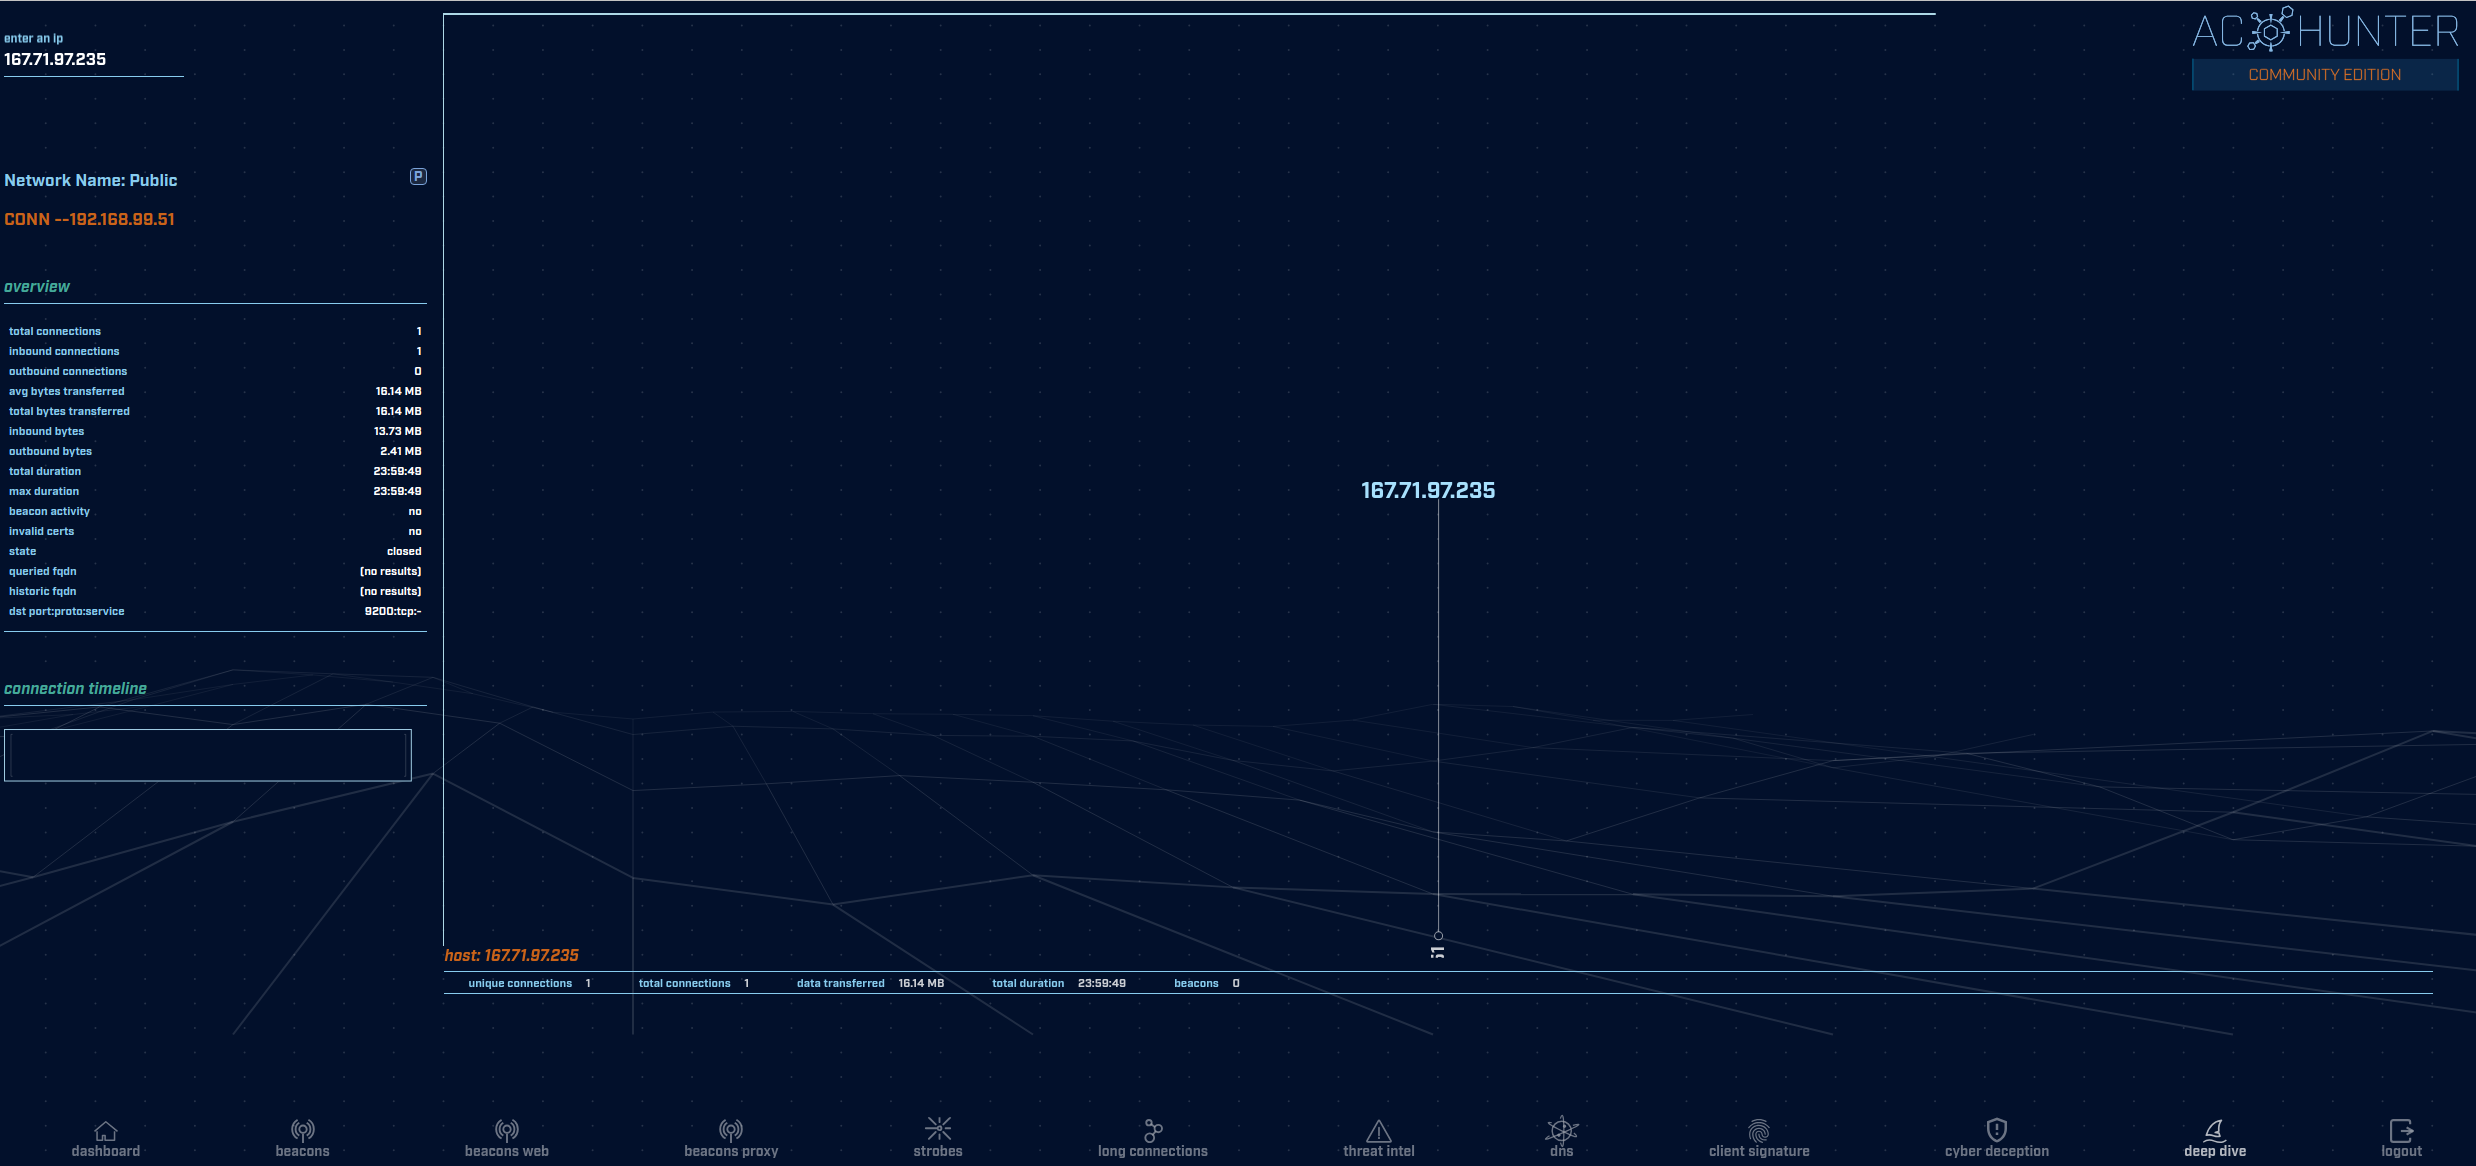 enter an ip
167.71.97.235
AC HUNTER
COMMUNITY EDITION
Network Name: Public
P
CONN --192.168.99.51
overview
total connections 1
inbound connections 1
outbound connections 0
avg bytes transferred 16.14 MB
total bytes transferred 16.14 MB
inbound bytes 13.73 MB
outbound bytes 2.41 MB
total duration 23:59:49
max duration 23:59:49
beacon activity no
invalid certs no
state closed
queried fqdn (no results)
historic fqdn (no results)
dst port:proto:service 9200:tcp:-
connection timeline
167.71.97.235
host: 167.71.97.235
unique connections 1 total connections 1 data transferred 16.14 MB total duration 23:59:49 beacons 0
dashboard beacons beacons web beacons proxy strobes long connections threat intel dns client signature cyber deception deep dive logout